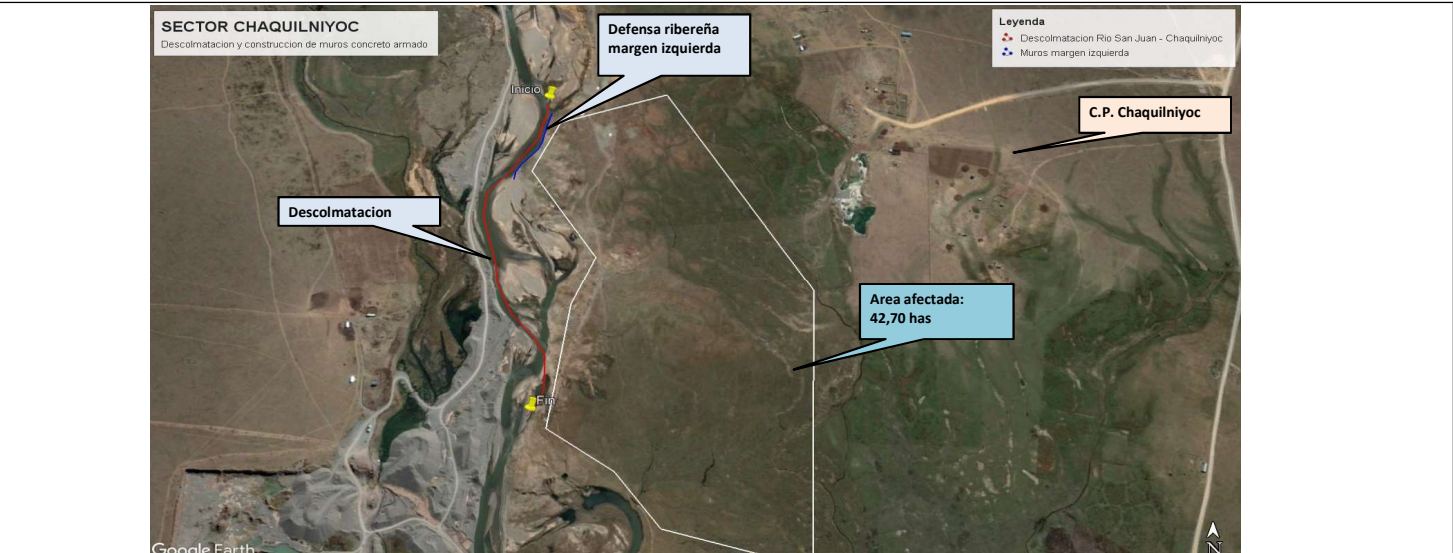 SECTOR CHAQUILNIYOC
Descolmatacion y construccion de muros concreto armado
Defensa ribereña
margen izquierda
Leyenda
Descolmatacion Rio San Juan - Chaquilniyoc
Muros margen izquierda
Inicio
C.P. Chaquilniyoc
Descolmatacion
Area afectada:
42,70 has
Fin
Google Earth
N